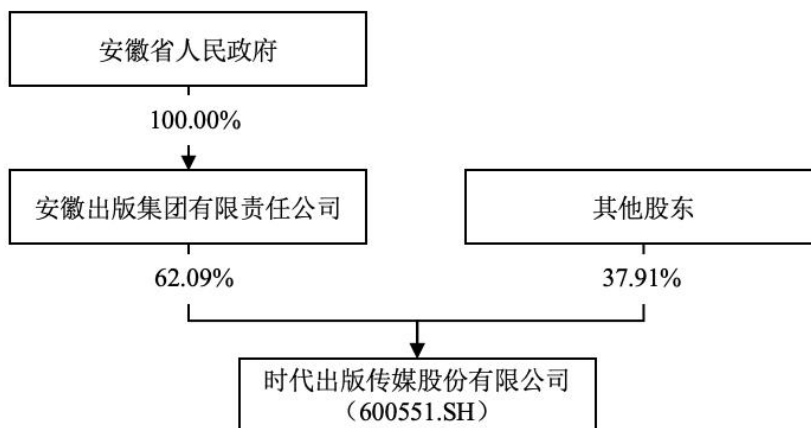 安徽省人民政府
100.00%
安徽出版集团有限责任公司
其他股东
62.09%
37.91%
时代出版传媒股份有限公司
（600551.SH）